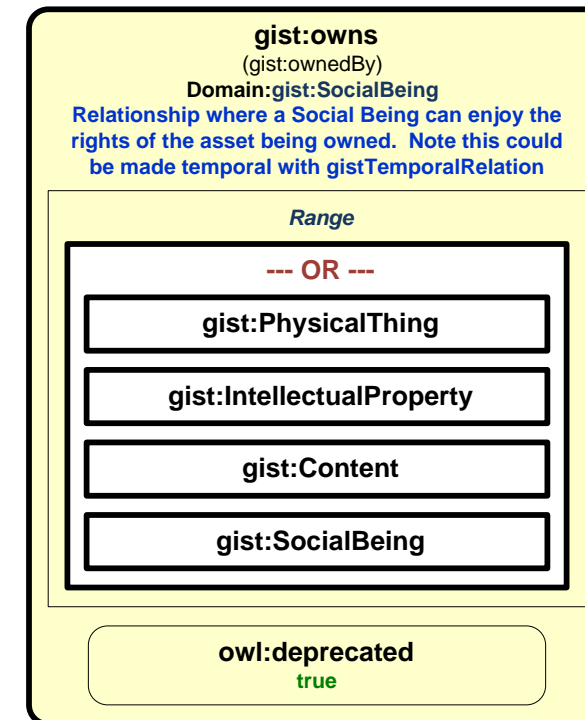 gist:owns
(gist:ownedBy)
Domain:gist:SocialBeing
Relationship where a Social Being can enjoy the
rights of the asset being owned.  Note this could
be made temporal with gistTemporalRelation
Range
--- OR ---
gist:PhysicalThing
gist:IntellectualProperty
gist:Content
gist:SocialBeing
owl:deprecated
true